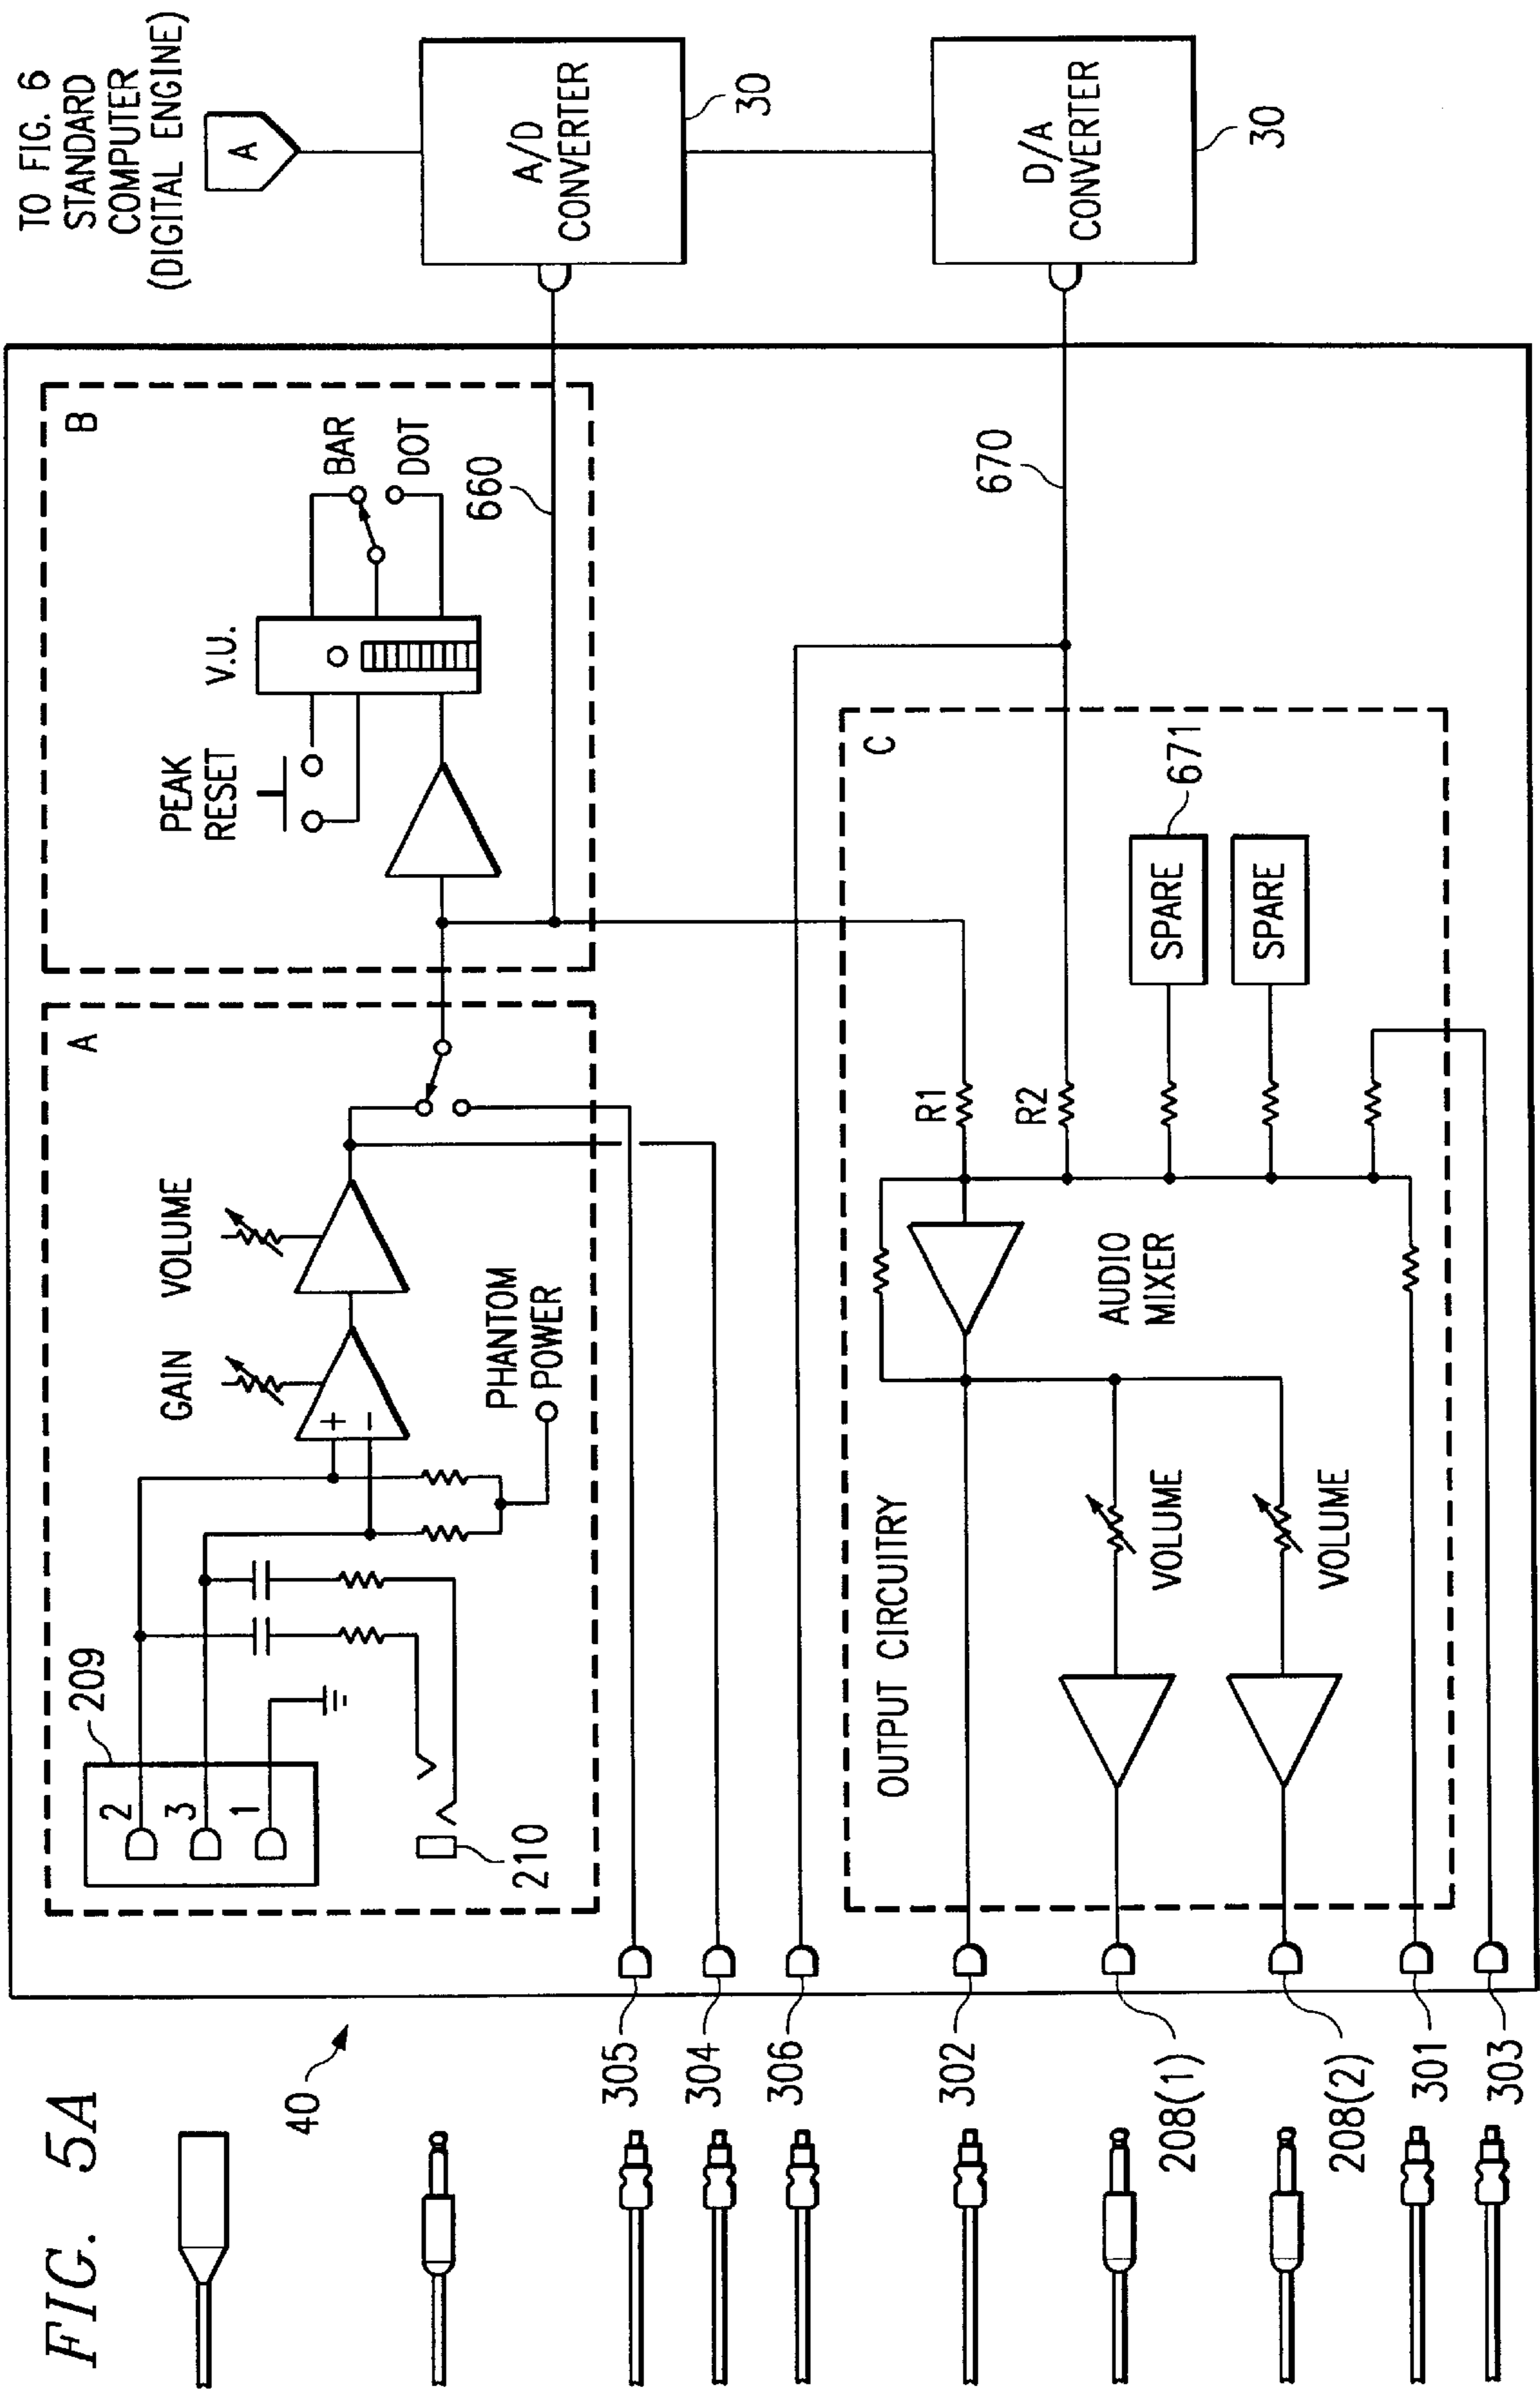 FIG. 5A
40
A
209
2
3
1
210
GAIN
VOLUME
+
-
PHANTOM
POWER
B
PEAK
RESET
V.U.
BAR
DOT
660
TO FIG. 6
STANDARD
COMPUTER
(DIGITAL ENGINE)
A
A/D
CONVERTER
30
D/A
CONVERTER
30
670
305
304
306
302
208(1)
208(2)
301
303
C
OUTPUT CIRCUITRY
VOLUME
VOLUME
AUDIO
MIXER
R1
R2
SPARE
671
SPARE